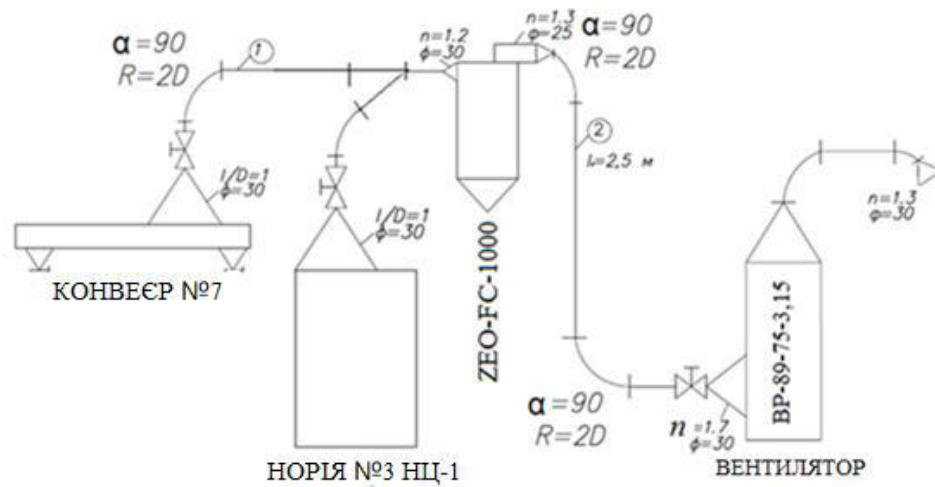 α=90
R=2D
1
n=1.2
ϕ=30
n=1.3
φ=25
α=90
R=2D
2
l=2,5 м
l/D=1
ϕ=30
КОНВЕЄР №7
l/D=1
ϕ=30
НОРІЯ №3 НЦ-1
ZEO-FC-1000
α=90
R=2D
n=1.7
ϕ=30
ВР-89-75-3,15
ВЕНТИЛЯТОР
n=1.3
φ=30